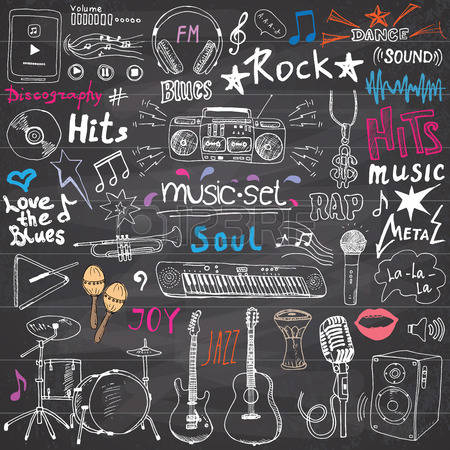 Volume
FM
A.A.A.
DANCE
(SOUND)
Rock
Discography #
BLUES
Hits
HiTS
MUSIC
music·set
Love
the
Blues
RAP
METAL
Soul
La-La-
La
JOY
JAZZ